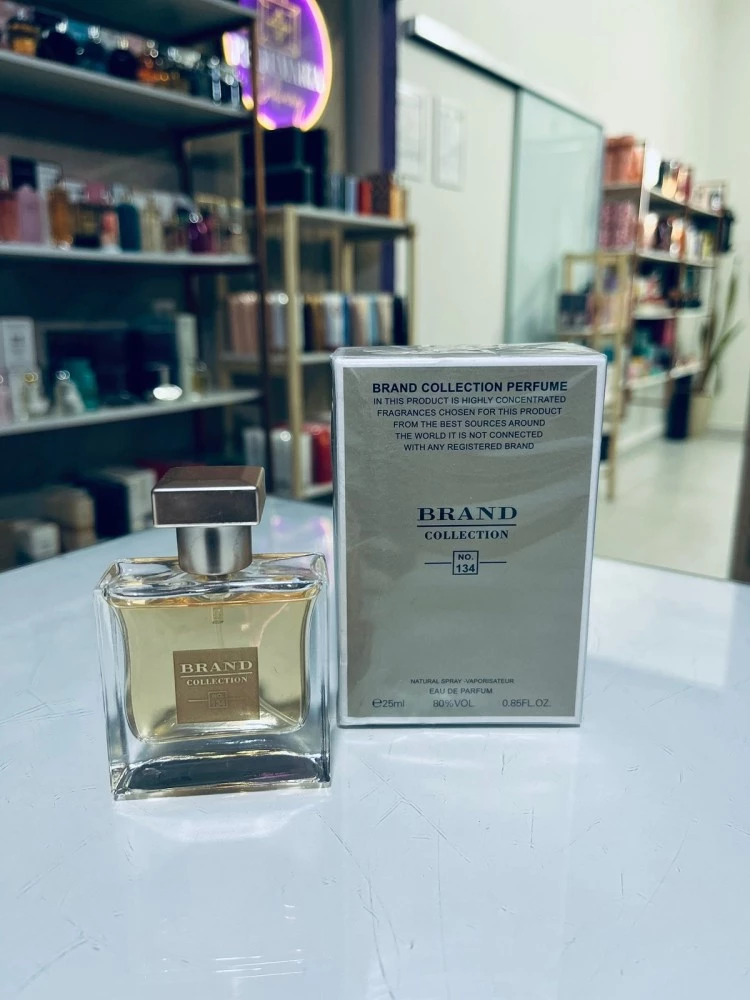 BRAND COLLECTION PERFUME
IN THIS PRODUCT IS HIGHLY CONCENTRATED
FRAGRANCES CHOSEN FOR THIS PRODUCT
FROM THE BEST SOURCES AROUND
THE WORLD IT IS NOT CONNECTED
WITH ANY REGISTERED BRAND
BRAND
COLLECTION
NO.
134
NATURAL SPRAY VAPORISATEUR
EAU DE PARFUM
℮25ml 80%VOL. 0.85FL.OZ.
BRAND
COLLECTION